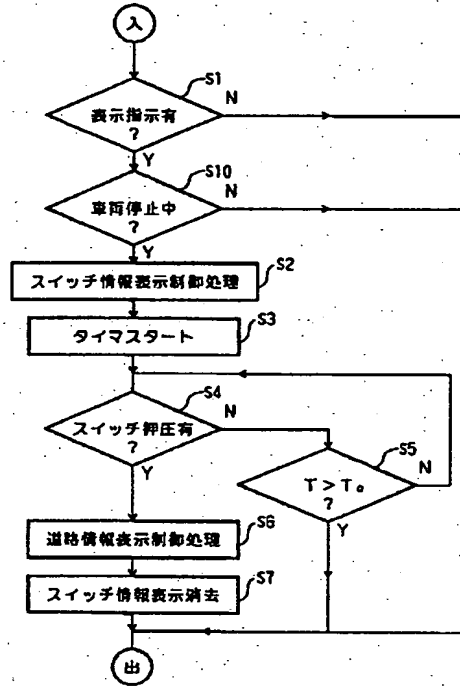 入
S1
表示指示有
?
N
Y
S10
車両停止中
?
N
Y
S2
スイッチ情報表示制御処理
S3
タイマスタート
S4
スイッチ押圧有
?
N
Y
S5
T>To
?
N
Y
S6
道路情報表示制御処理
S7
スイッチ情報表示消去
出